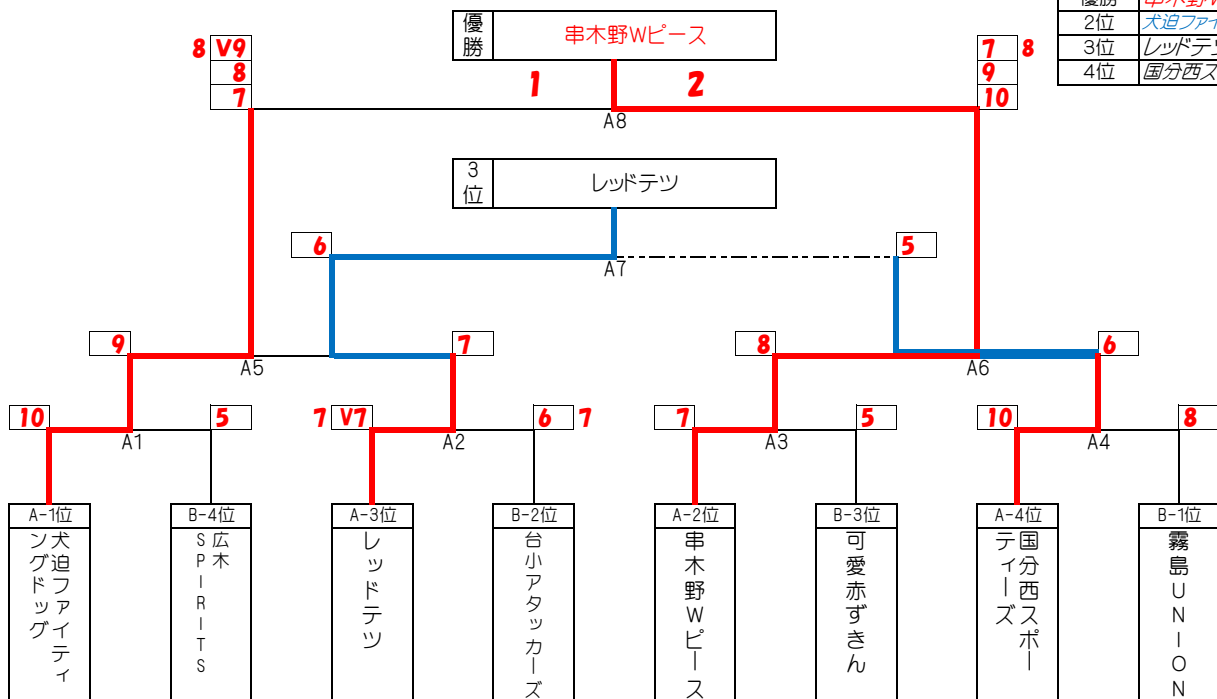 優勝 串木野Wピース
優勝
2位 犬迫ファイ
3位 レッドテツ
4位 国分西ス
8 V9
8
7
1 2
7 8
9
10
A8
3位 レッドテツ
6 5
A7
9 7 8 6
A5 A6
10 5 7 V7 6 7 7 5 10 8
A1 A2 A3 A4
A-1位 B-4位 A-3位 B-2位 A-2位 B-3位 A-4位 B-1位
犬迫ファイティングドッグ
広木SPIRITS
レッドテツ
台小アタッカーズ
串木野Wピース
可愛赤ずきん
国分西スポーティーズ
霧島UNION